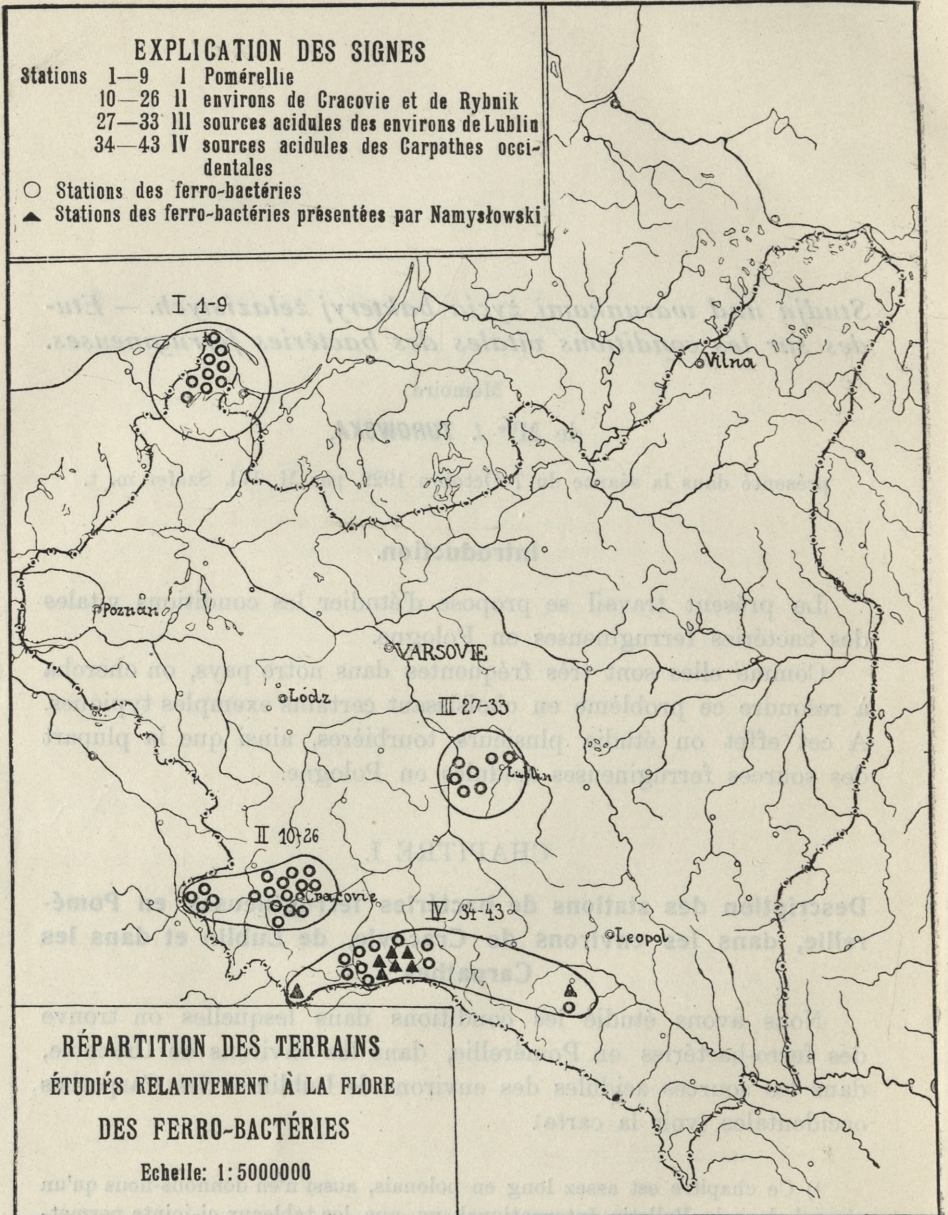 EXPLICATION DES SIGNES
Stations 1—9 I Pomérellie
10—26 II environs de Cracovie et de Rybnik
27—33 III sources acidules des environs de Lublin
34—43 IV sources acidules des Carpathes occi-
dentales
○ Stations des ferro-bactéries
▲ Stations des ferro-bactéries présentées par Namysłowski
I 1-9
Vilna
Poznań
VARSOVIE
Łódz
III 27-33
Lublin
II 10-26
Cracovie
IV 34-43
Leopol
RÉPARTITION DES TERRAINS
ÉTUDIÉS RELATIVEMENT À LA FLORE
DES FERRO-BACTÉRIES
Echelle: 1:5000000